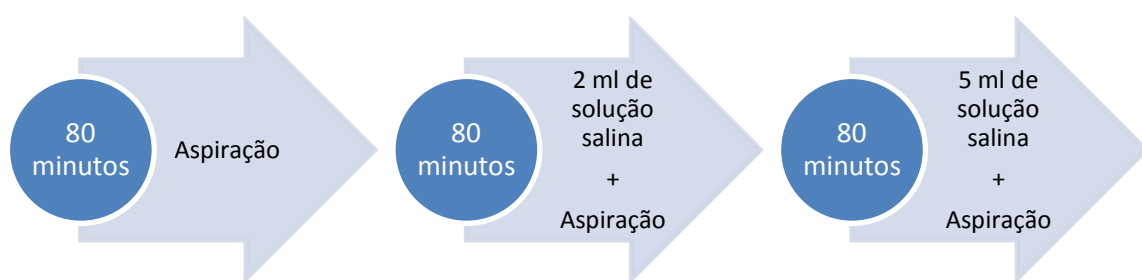 80
minutos
Aspiração
80
minutos
2 ml de
solução
salina
+
Aspiração
80
minutos
5 ml de
solução
salina
+
Aspiração